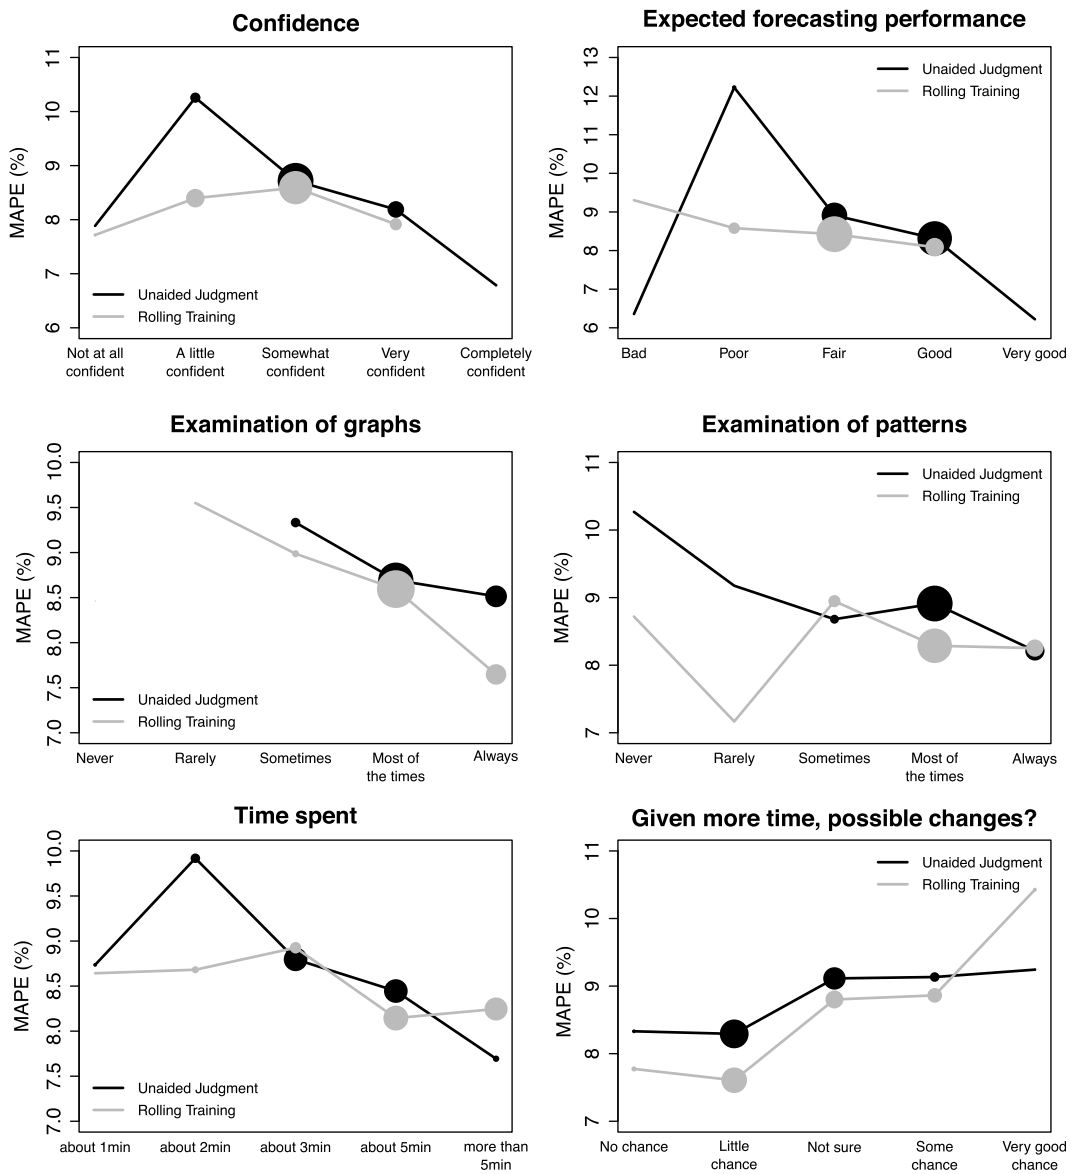 Confidence
MAPE (%)
11
10
9
8
7
6
Unaided Judgment
Rolling Training
Not at all
confident
A little
confident
Somewhat
confident
Very
confident
Completely
confident
Expected forecasting performance
MAPE (%)
13
12
11
10
9
8
7
6
Unaided Judgment
Rolling Training
Bad
Poor
Fair
Good
Very good
Examination of graphs
MAPE (%)
10.0
9.5
9.0
8.5
8.0
7.5
7.0
Unaided Judgment
Rolling Training
Never
Rarely
Sometimes
Most of
the times
Always
Examination of patterns
MAPE (%)
11
10
9
8
7
Unaided Judgment
Rolling Training
Never
Rarely
Sometimes
Most of
the times
Always
Time spent
MAPE (%)
10.0
9.5
9.0
8.5
8.0
7.5
7.0
Unaided Judgment
Rolling Training
about 1min
about 2min
about 3min
about 5min
more than
5min
Given more time, possible changes?
MAPE (%)
11
10
9
8
7
Unaided Judgment
Rolling Training
No chance
Little
chance
Not sure
Some
chance
Very good
chance